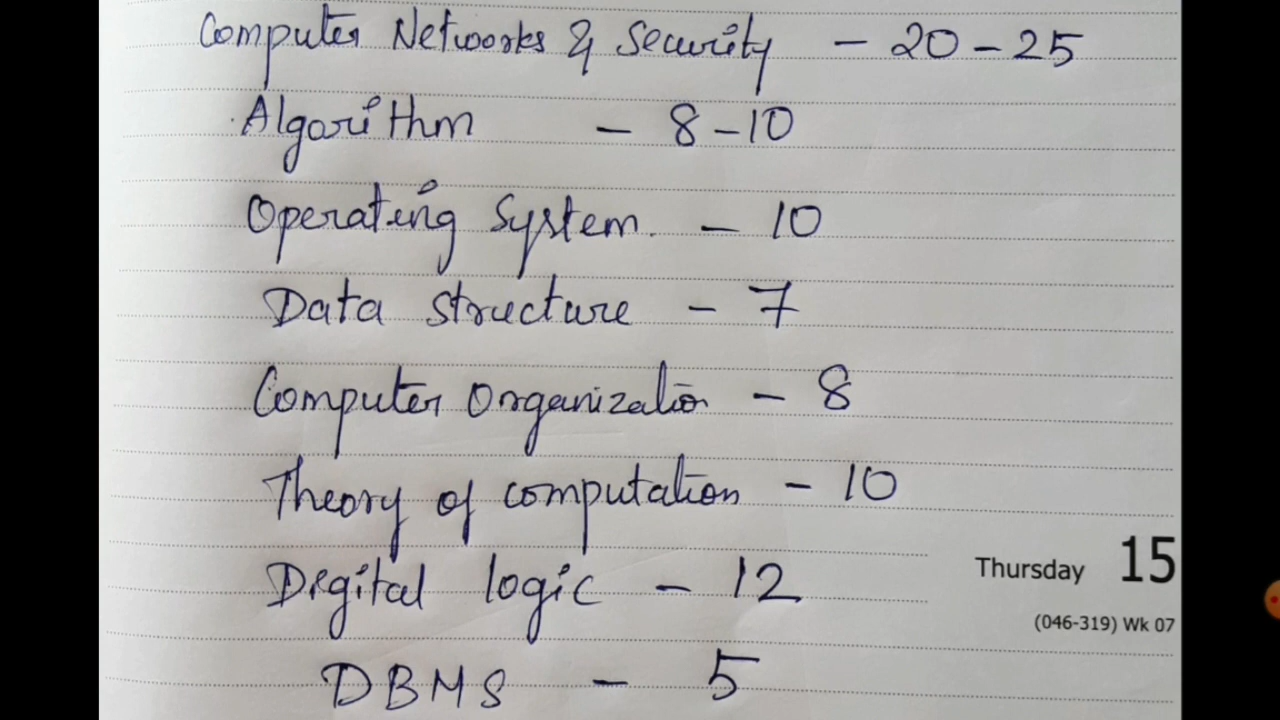 Computer Networks & Security - 20-25
Algorithm - 8-10
Operating System. - 10
Data structure - 7
Computer Organization - 8
Theory of computation - 10
Digital logic - 12
Thursday 15
(046-319) Wk 07
DBMS - 5